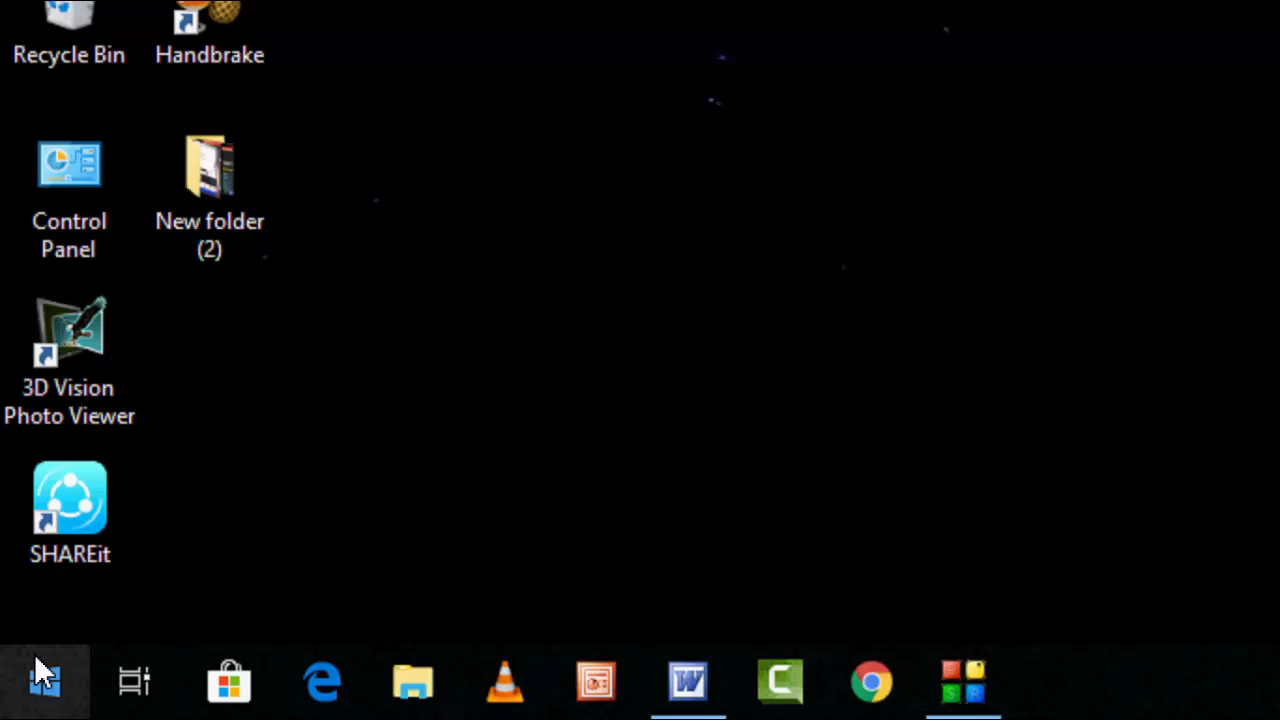 Recycle Bin
Handbrake
Control
Panel
New folder
(2)
3D Vision
Photo Viewer
SHAREit